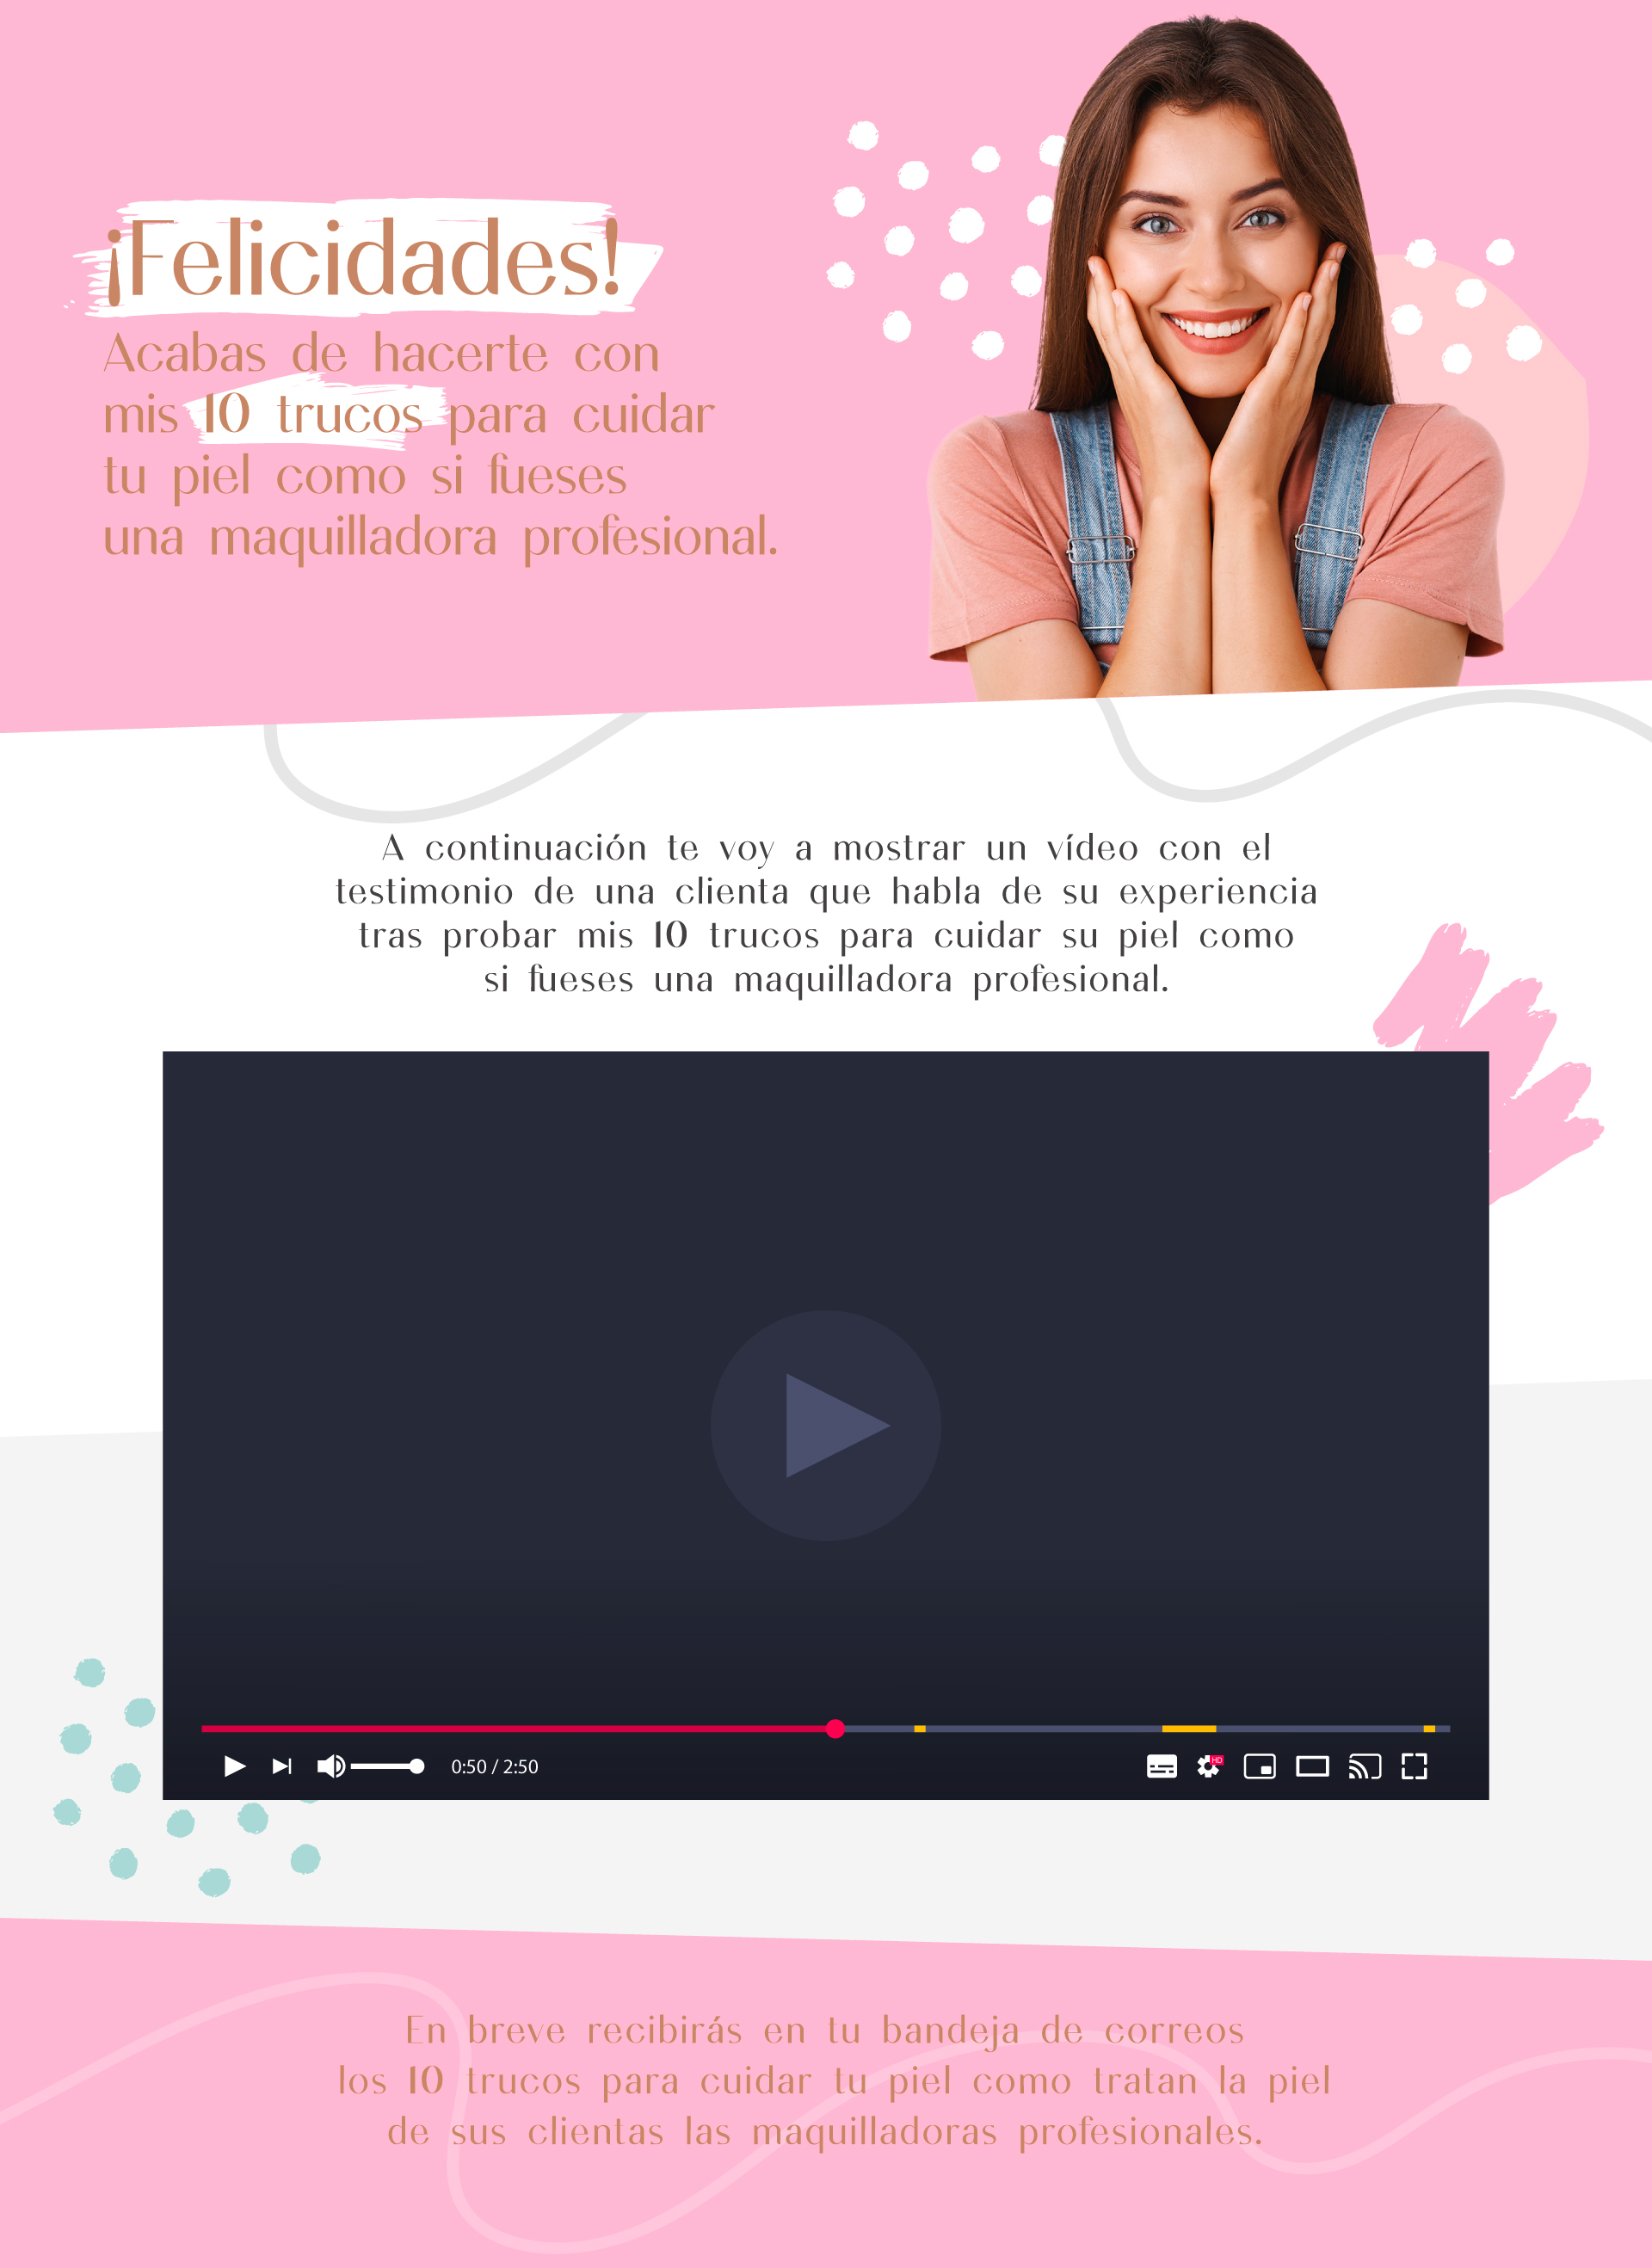 ¡Felicidades!
Acabas de hacerte con
mis 10 trucos para cuidar
tu piel como si fueses
una maquilladora profesional.
A continuación te voy a mostrar un vídeo con el
testimonio de una clienta que habla de su experiencia
tras probar mis 10 trucos para cuidar su piel como
si fueses una maquilladora profesional.
0:50 / 2:50
HD
En breve recibirás en tu bandeja de correos
los 10 trucos para cuidar tu piel como tratan la piel
de sus clientas las maquilladoras profesionales.